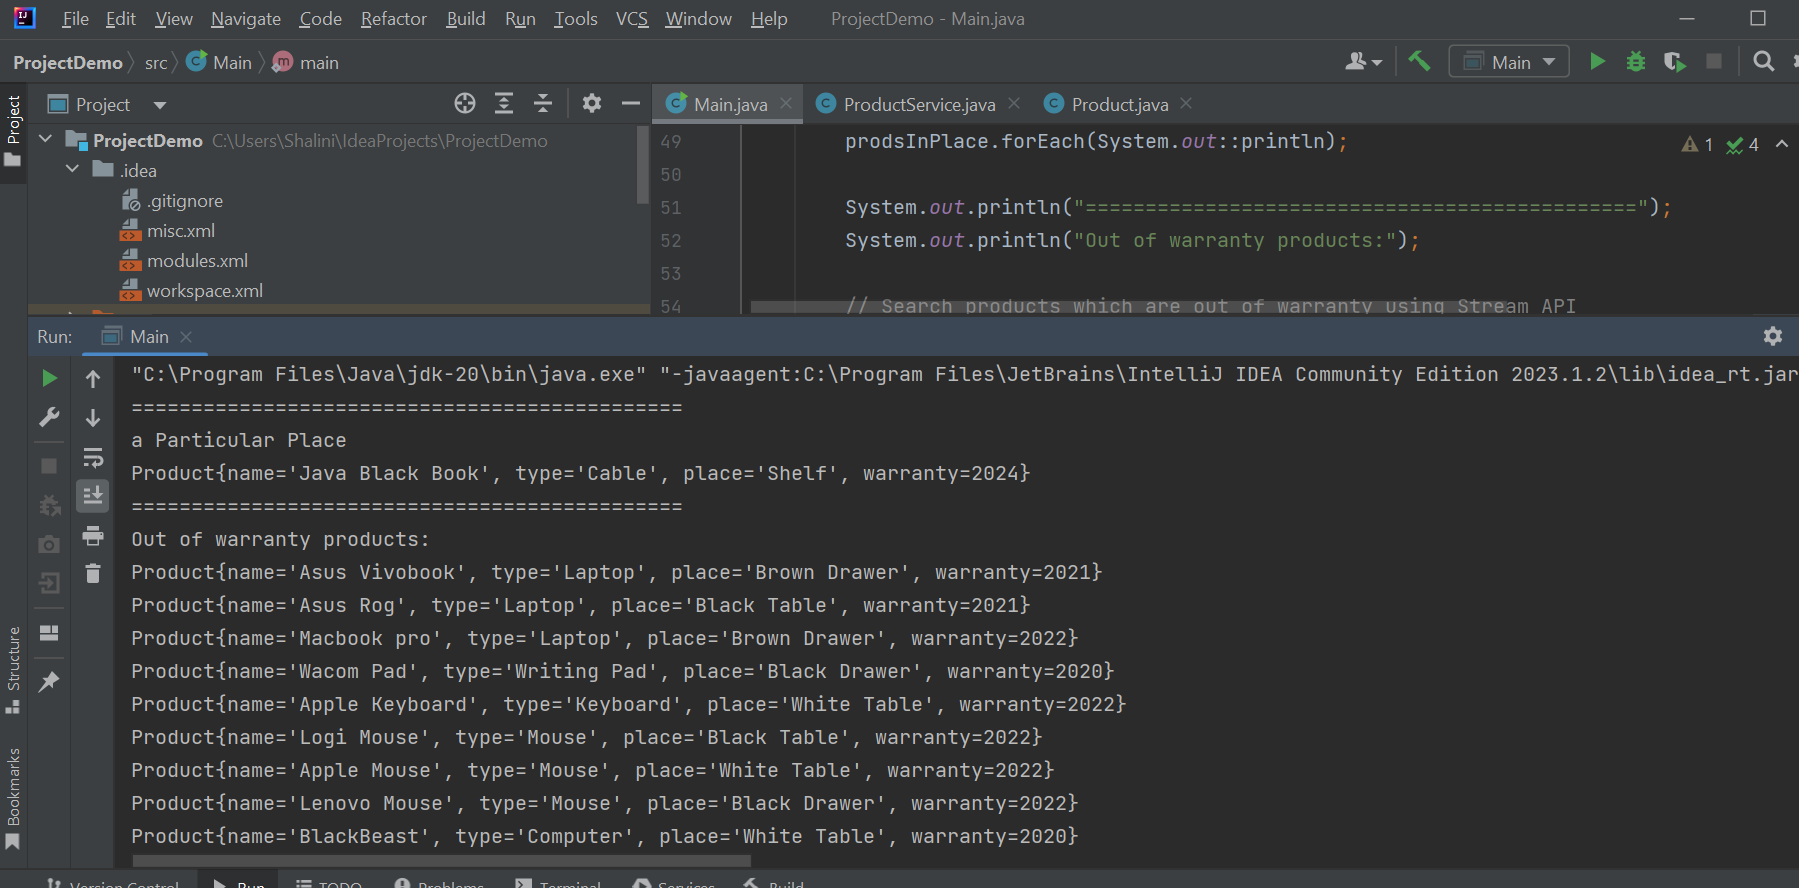 File Edit View Navigate Code Refactor Build Run Tools VCS Window Help ProjectDemo - Main.java
ProjectDemo src Main main Main
Project
Project
Main.java ProductService.java Product.java
ProjectDemo C:\Users\Shalini\IdeaProjects\ProjectDemo
.idea
.gitignore
misc.xml
modules.xml
workspace.xml
49 prodsInPlace.forEach(System.out::println);
1 4
50
51 System.out.println("==============================================");
52 System.out.println("Out of warranty products:");
53
54 // Search products which are out of warranty using Stream API
Run: Main
"C:\Program Files\Java\jdk-20\bin\java.exe" "-javaagent:C:\Program Files\JetBrains\IntelliJ IDEA Community Edition 2023.1.2\lib\idea_rt.jar
==============================================
a Particular Place
Product{name='Java Black Book', type='Cable', place='Shelf', warranty=2024}
==============================================
Out of warranty products:
Product{name='Asus Vivobook', type='Laptop', place='Brown Drawer', warranty=2021}
Product{name='Asus Rog', type='Laptop', place='Black Table', warranty=2021}
Product{name='Macbook pro', type='Laptop', place='Brown Drawer', warranty=2022}
Product{name='Wacom Pad', type='Writing Pad', place='Black Drawer', warranty=2020}
Product{name='Apple Keyboard', type='Keyboard', place='White Table', warranty=2022}
Product{name='Logi Mouse', type='Mouse', place='Black Table', warranty=2022}
Product{name='Apple Mouse', type='Mouse', place='White Table', warranty=2022}
Product{name='Lenovo Mouse', type='Mouse', place='Black Drawer', warranty=2022}
Product{name='BlackBeast', type='Computer', place='White Table', warranty=2020}
Structure
Bookmarks
Version Control Run TODO Problems Terminal Services Build